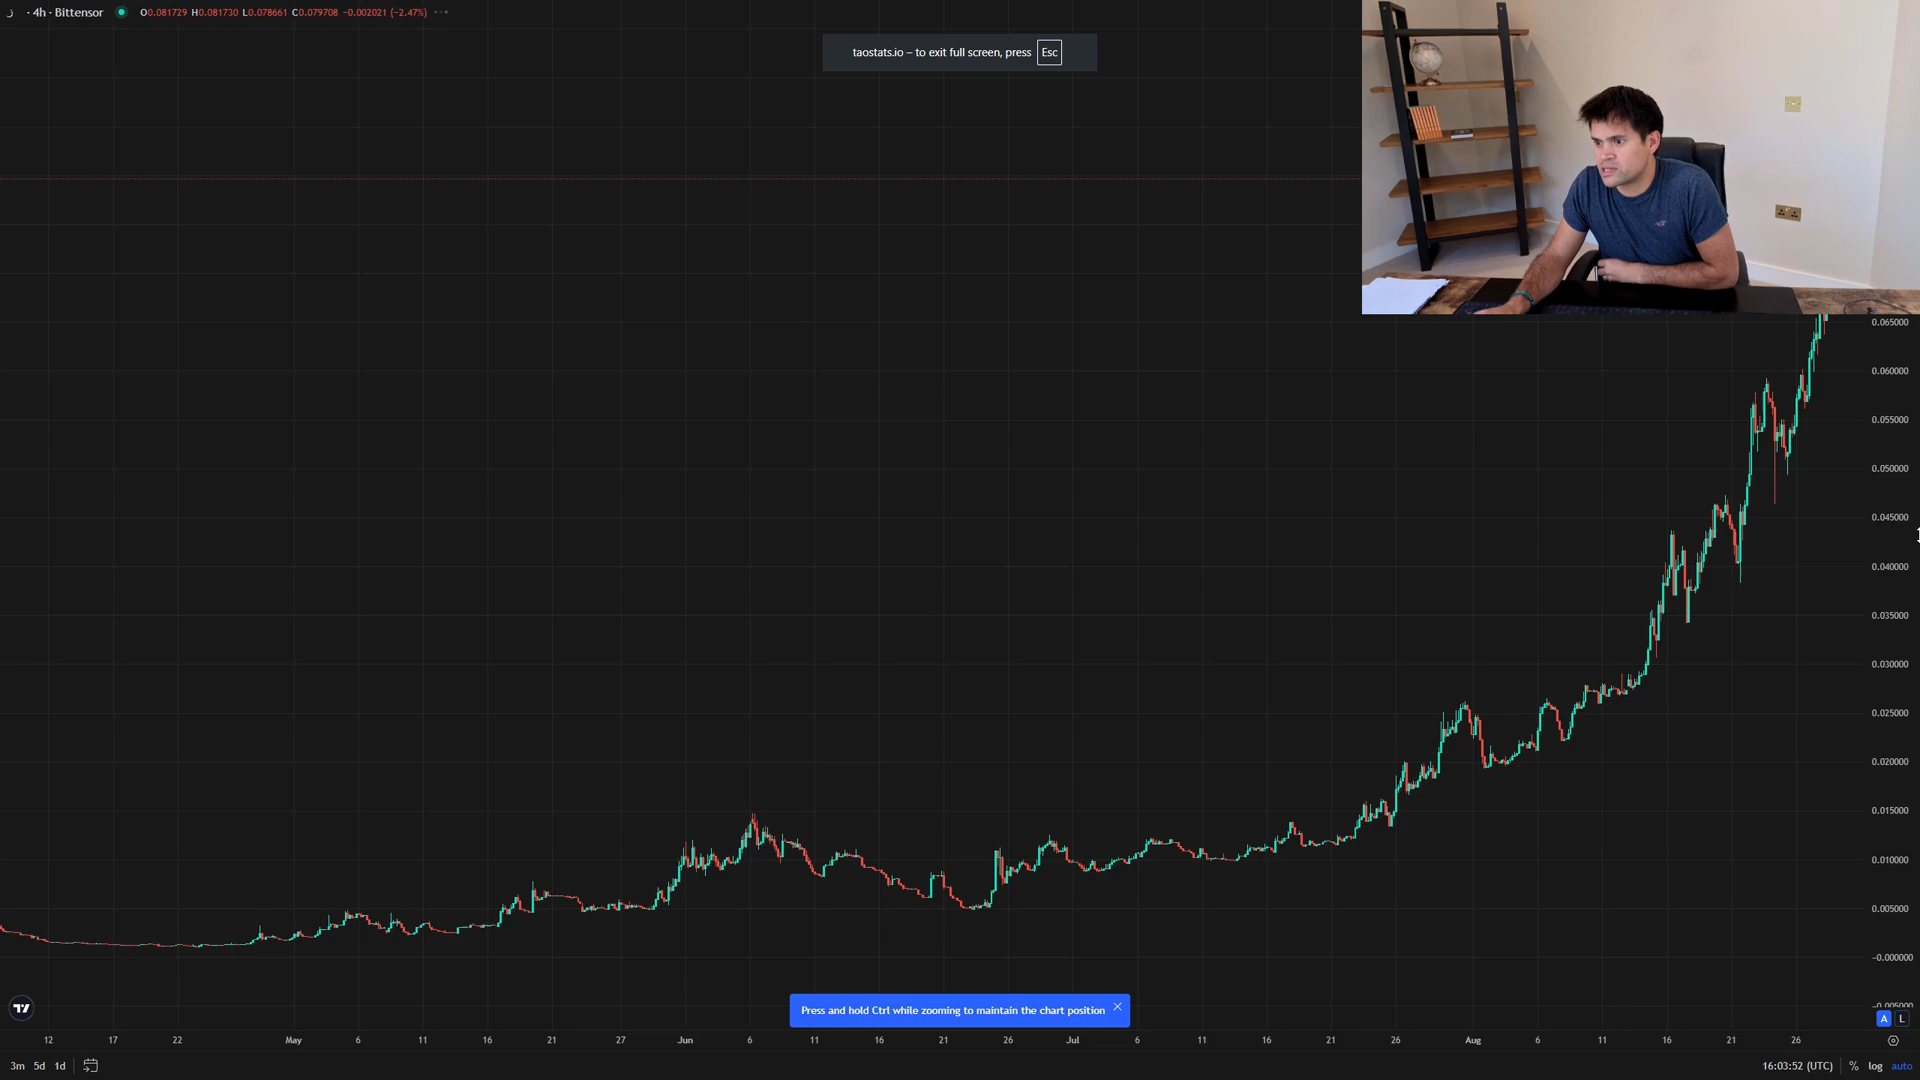 ز · 4h · Bittensor O0.081729 H0.081730 L0.078661 C0.079708 −0.002021 (−2.47%)
taostats.io – to exit full screen, press Esc
0.065000
0.060000
0.055000
0.050000
0.045000
0.040000
0.035000
0.030000
0.025000
0.020000
0.015000
0.010000
0.005000
−0.000000
−0.005000
Press and hold Ctrl while zooming to maintain the chart position
A L
12 17 22 May 6 11 16 21 27 Jun 6 11 16 21 26 Jul 6 11 16 21 26 Aug 6 11 16 21 26
3m 5d 1d 16:03:52 (UTC) % log auto